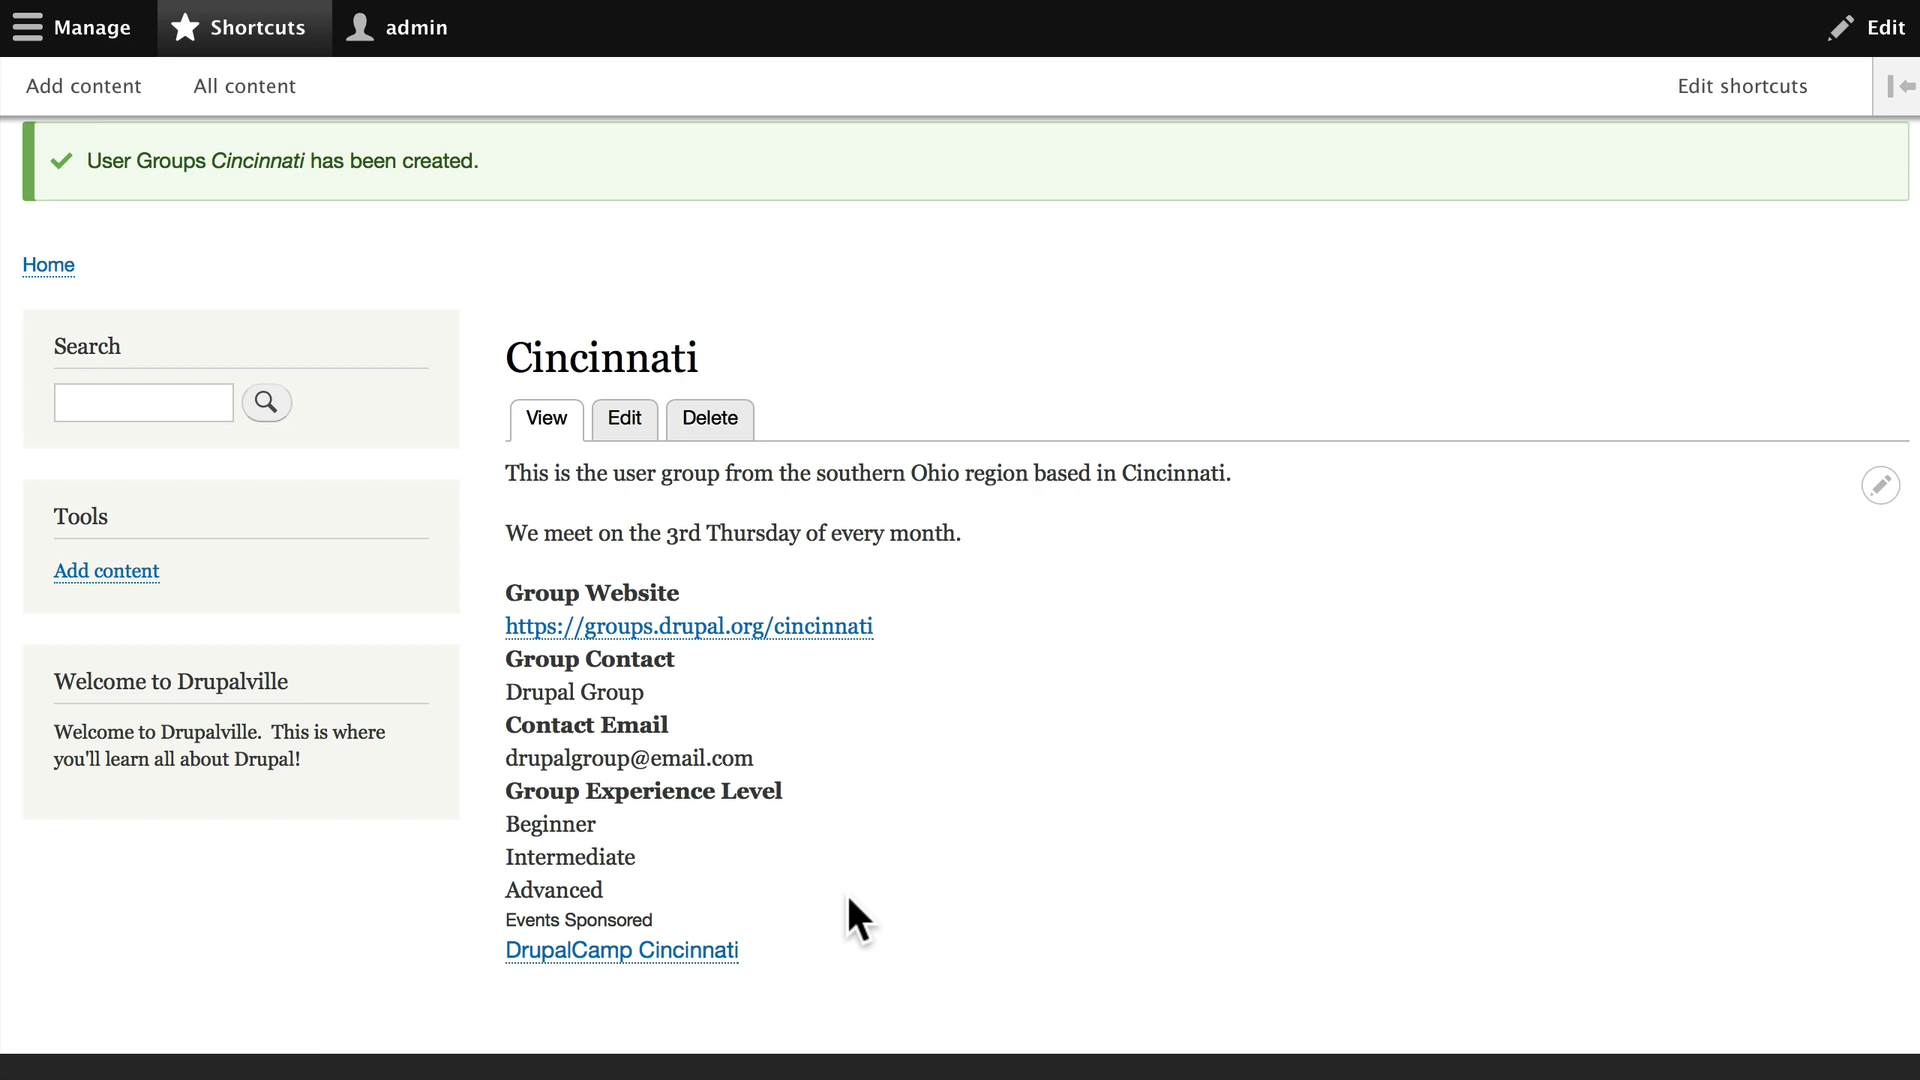 Manage Shortcuts admin Edit
Add content All content Edit shortcuts
User Groups Cincinnati has been created.
Home
Search
Tools
Add content
Welcome to Drupalville
Welcome to Drupalville.  This is where
you'll learn all about Drupal!
Cincinnati
View Edit Delete
This is the user group from the southern Ohio region based in Cincinnati.
We meet on the 3rd Thursday of every month.
Group Website
https://groups.drupal.org/cincinnati
Group Contact
Drupal Group
Contact Email
drupalgroup@email.com
Group Experience Level
Beginner
Intermediate
Advanced
Events Sponsored
DrupalCamp Cincinnati